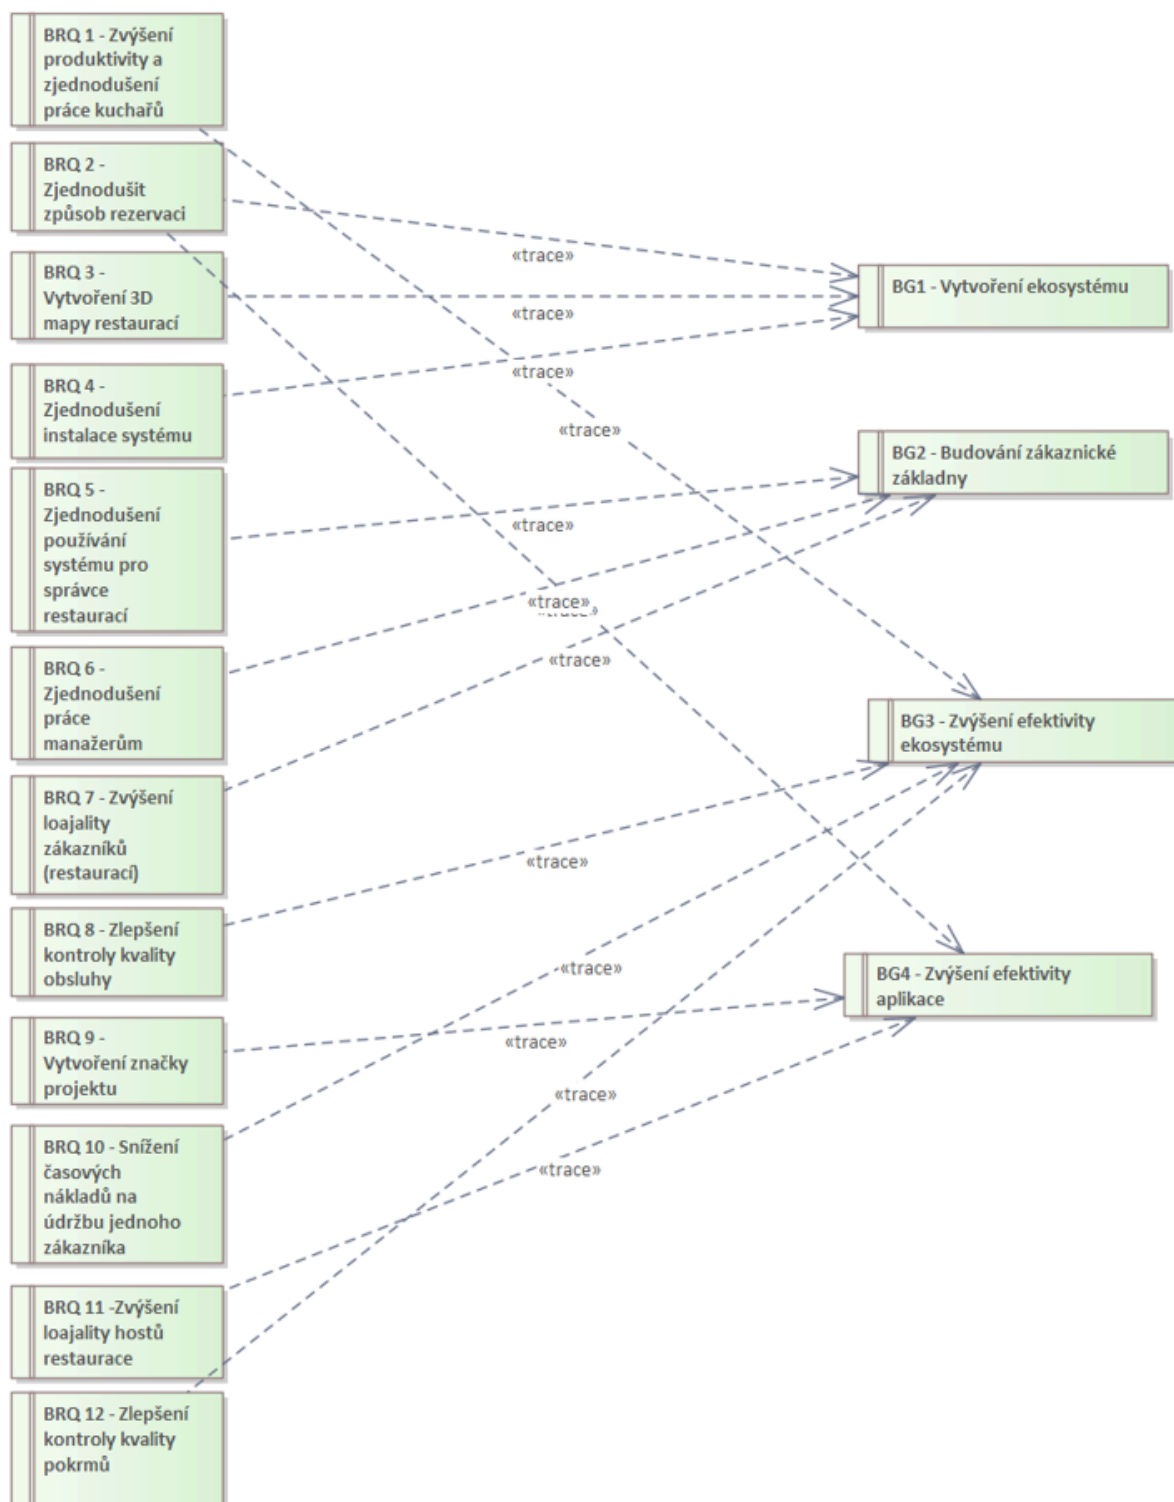 BRQ 1 - Zvýšení
produktivity a
zjednodušení
práce kuchařů
BRQ 2 -
Zjednodušit
způsob rezervaci
BRQ 3 -
Vytvoření 3D
mapy restaurací
BRQ 4 -
Zjednodušení
instalace systému
BRQ 5 -
Zjednodušení
používání
systému pro
správce
restaurací
BRQ 6 -
Zjednodušení
práce
manažerům
BRQ 7 - Zvýšení
loajality
zákazníků
(restaurací)
BRQ 8 - Zlepšení
kontroly kvality
obsluhy
BRQ 9 -
Vytvoření značky
projektu
BRQ 10 - Snížení
časových
nákladů na
údržbu jednoho
zákazníka
BRQ 11 -Zvýšení
loajality hostů
restaurace
BRQ 12 - Zlepšení
kontroly kvality
pokrmů
«trace»
«trace»
«trace»
«trace»
«trace»
«trace»
«trace»
«trace»
«trace»
«trace»
«trace»
«trace»
«trace»
BG1 - Vytvoření ekosystému
BG2 - Budování zákaznické
základny
BG3 - Zvýšení efektivity
ekosystému
BG4 - Zvýšení efektivity
aplikace